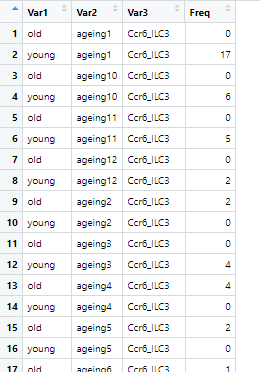 Var1 Var2 Var3 Freq
1 old ageing1 Ccr6_ILC3 0
2 young ageing1 Ccr6_ILC3 17
3 old ageing10 Ccr6_ILC3 0
4 young ageing10 Ccr6_ILC3 6
5 old ageing11 Ccr6_ILC3 0
6 young ageing11 Ccr6_ILC3 5
7 old ageing12 Ccr6_ILC3 0
8 young ageing12 Ccr6_ILC3 2
9 old ageing2 Ccr6_ILC3 2
10 young ageing2 Ccr6_ILC3 0
11 old ageing3 Ccr6_ILC3 0
12 young ageing3 Ccr6_ILC3 4
13 old ageing4 Ccr6_ILC3 4
14 young ageing4 Ccr6_ILC3 0
15 old ageing5 Ccr6_ILC3 2
16 young ageing5 Ccr6_ILC3 0
17 old ageing6 Ccr6_ILC3 1